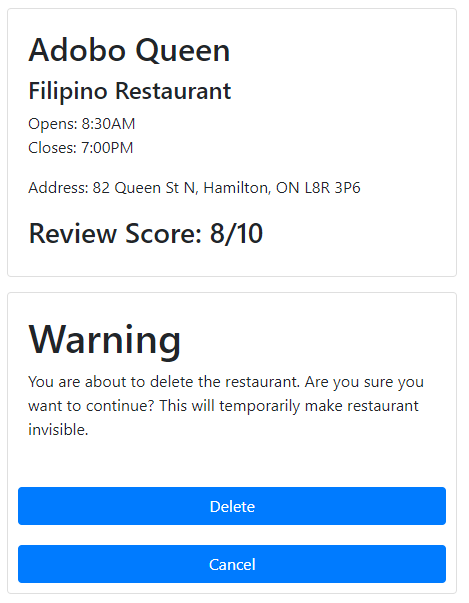 Adobo Queen
Filipino Restaurant
Opens: 8:30AM
Closes: 7:00PM
Address: 82 Queen St N, Hamilton, ON L8R 3P6
Review Score: 8/10
Warning
You are about to delete the restaurant. Are you sure you
want to continue? This will temporarily make restaurant
invisible.
Delete
Cancel